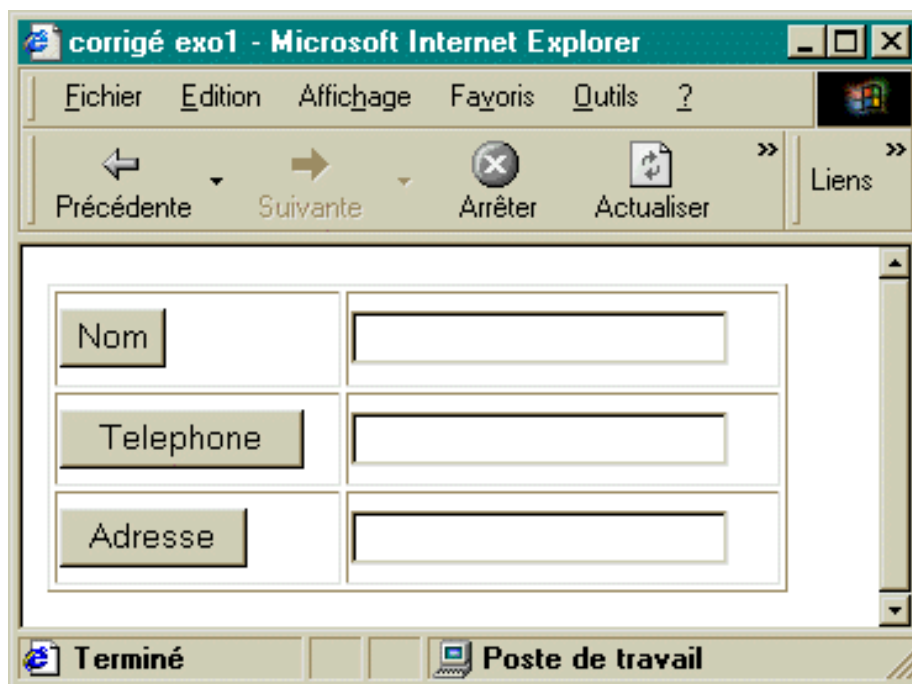 corrigé exo1 - Microsoft Internet Explorer
Fichier Edition Affichage Favoris Outils ?
Précédente Suivante Arrêter Actualiser » Liens »
Nom
Telephone
Adresse
Terminé Poste de travail